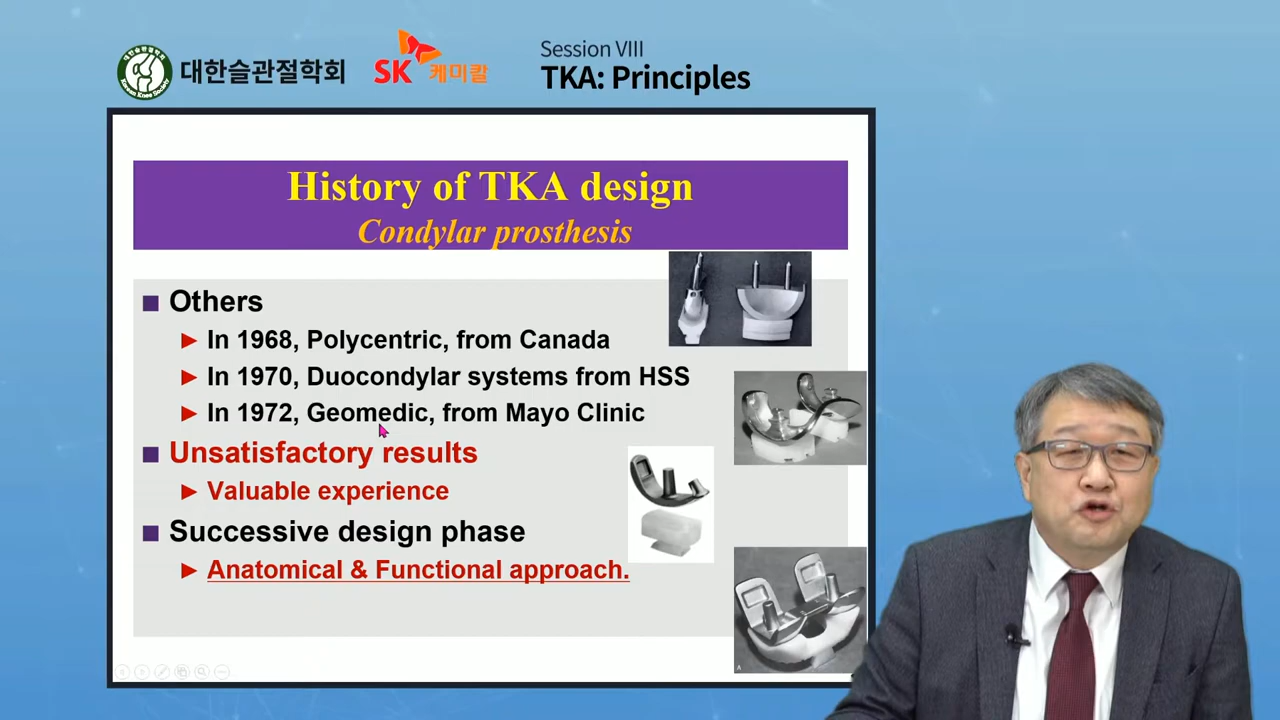 대한슬관절학회
SK 케미칼
Session VIII
TKA: Principles
History of TKA design
Condylar prosthesis
Others
In 1968, Polycentric, from Canada
In 1970, Duocondylar systems from HSS
In 1972, Geomedic, from Mayo Clinic
Unsatisfactory results
Valuable experience
Successive design phase
Anatomical & Functional approach.
A